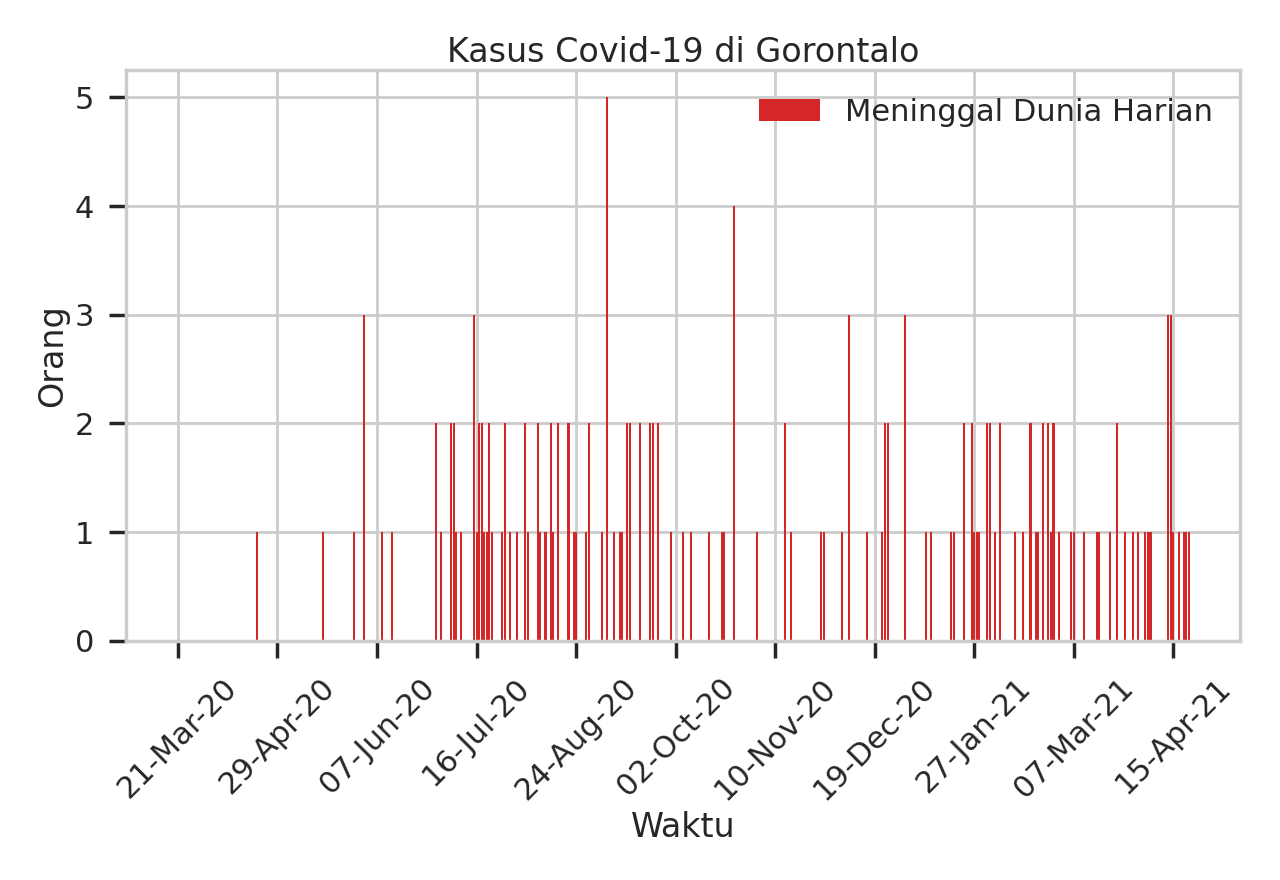 Kasus Covid-19 di Gorontalo
Meninggal Dunia Harian
Orang
5
4
3
2
1
0
21-Mar-20
29-Apr-20
07-Jun-20
16-Jul-20
24-Aug-20
02-Oct-20
10-Nov-20
19-Dec-20
27-Jan-21
07-Mar-21
15-Apr-21
Waktu